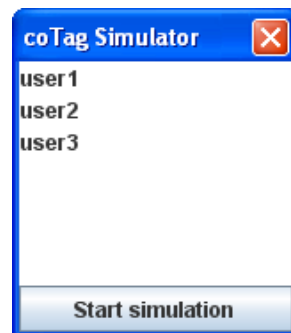 coTag Simulator
user1
user2
user3
Start simulation